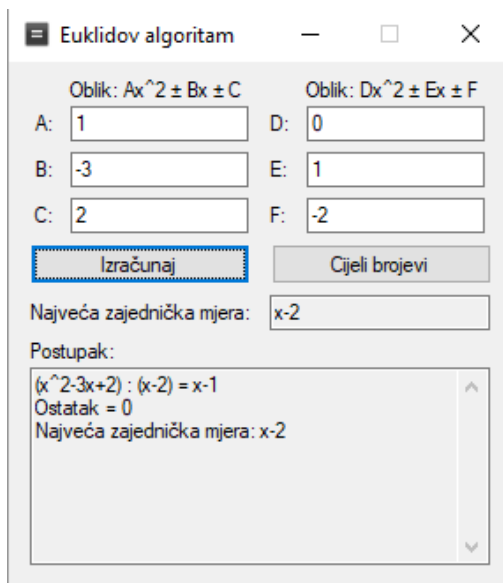 Euklidov algoritam
Oblik: Ax^2 ± Bx ± C Oblik: Dx^2 ± Ex ± F
A: 1 D: 0
B: -3 E: 1
C: 2 F: -2
Izračunaj Cijeli brojevi
Najveća zajednička mjera: x-2
Postupak:
(x^2-3x+2) : (x-2) = x-1
Ostatak = 0
Najveća zajednička mjera: x-2